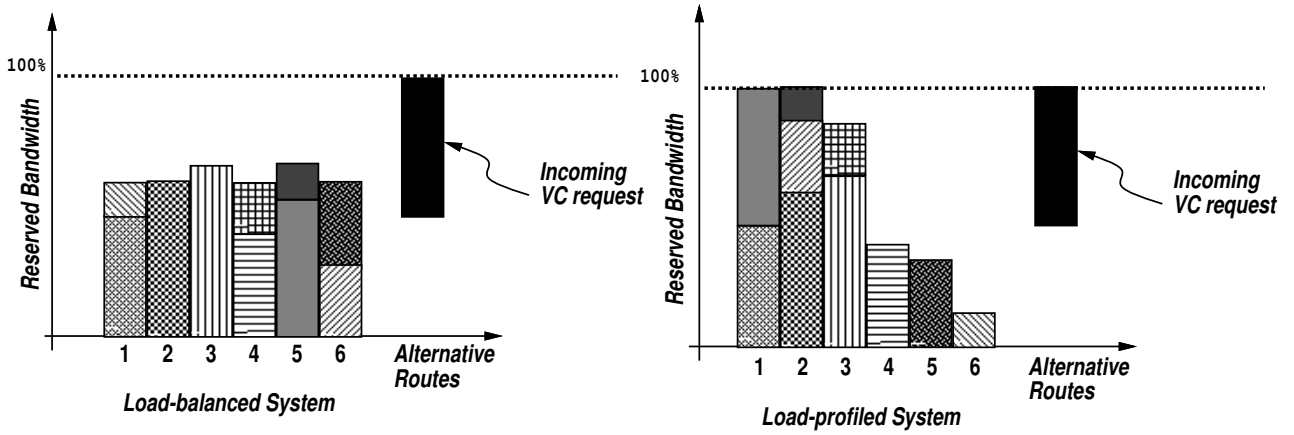 100%
Reserved Bandwidth
Incoming
VC request
1 2 3 4 5 6
Alternative
Routes
Load-balanced System
100%
Reserved Bandwidth
Incoming
VC request
1 2 3 4 5 6
Alternative
Routes
Load-profiled System